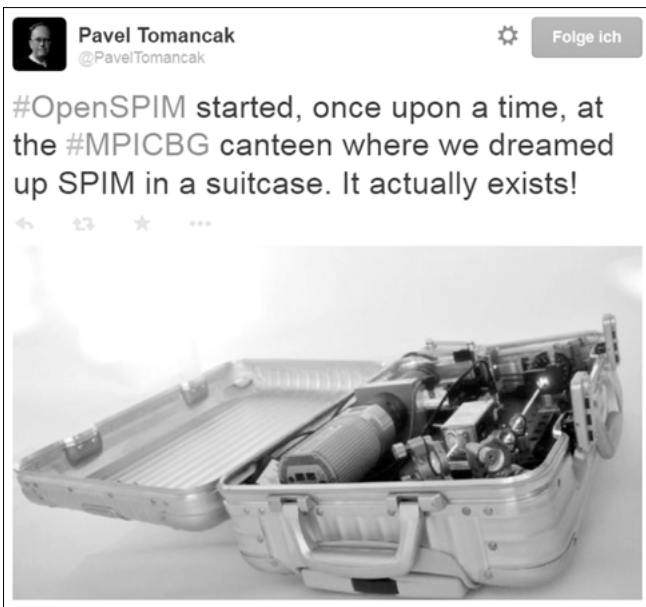 Pavel Tomancak
@PavelTomancak
Folge ich
#OpenSPIM started, once upon a time, at
the #MPICBG canteen where we dreamed
up SPIM in a suitcase. It actually exists!